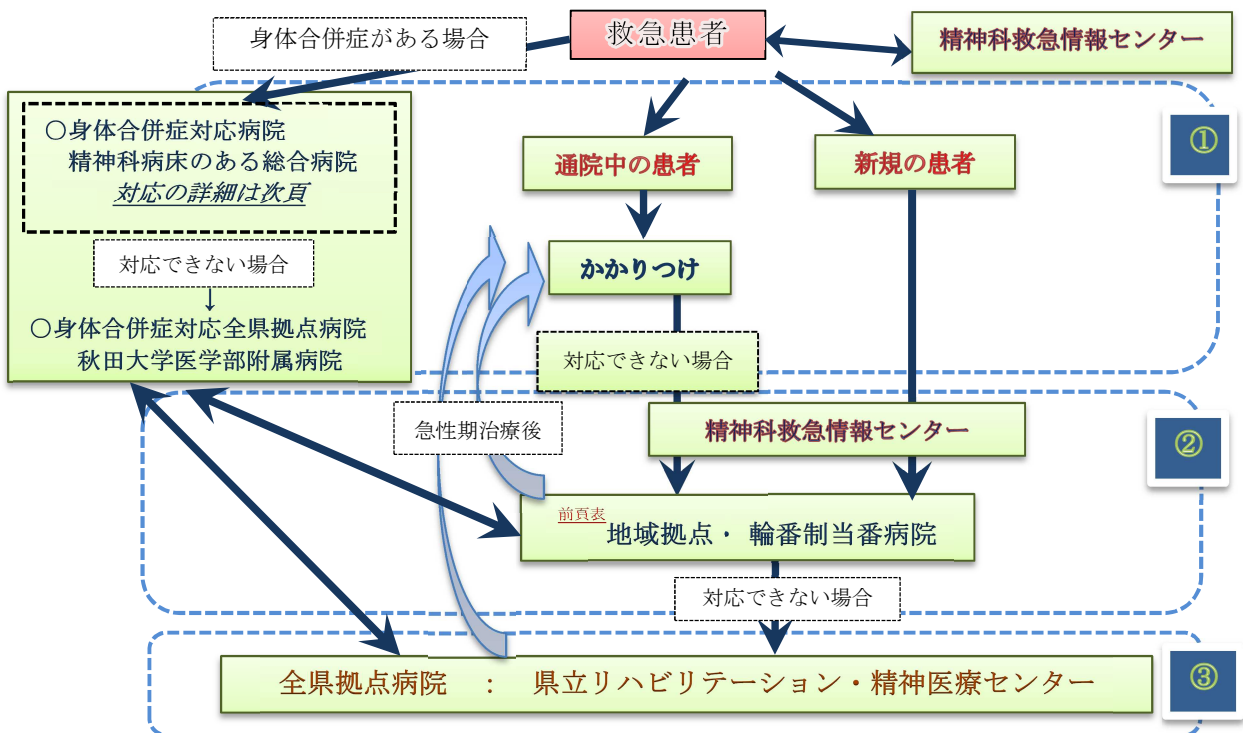 救急患者
身体合併症がある場合
精神科救急情報センター
①
○身体合併症対応病院
精神科病床のある総合病院
対応の詳細は次頁
対応できない場合
↓
○身体合併症対応全県拠点病院
秋田大学医学部附属病院
通院中の患者
新規の患者
かかりつけ
対応できない場合
急性期治療後
精神科救急情報センター
②
前頁表
地域拠点・ 輪番制当番病院
対応できない場合
全県拠点病院 : 県立リハビリテーション・精神医療センター
③